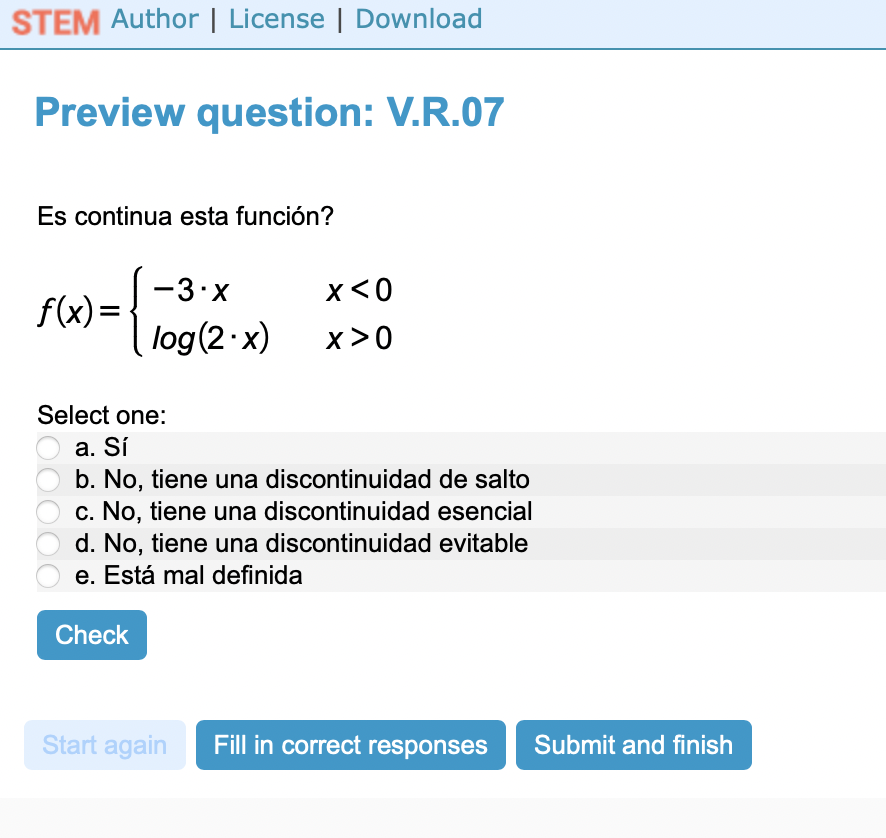 STEM Author | License | Download
Preview question: V.R.07
Es continua esta función?
f(x)={ −3·x x<0
log(2·x) x>0
Select one:
a. Sí
b. No, tiene una discontinuidad de salto
c. No, tiene una discontinuidad esencial
d. No, tiene una discontinuidad evitable
e. Está mal definida
Check
Start again Fill in correct responses Submit and finish